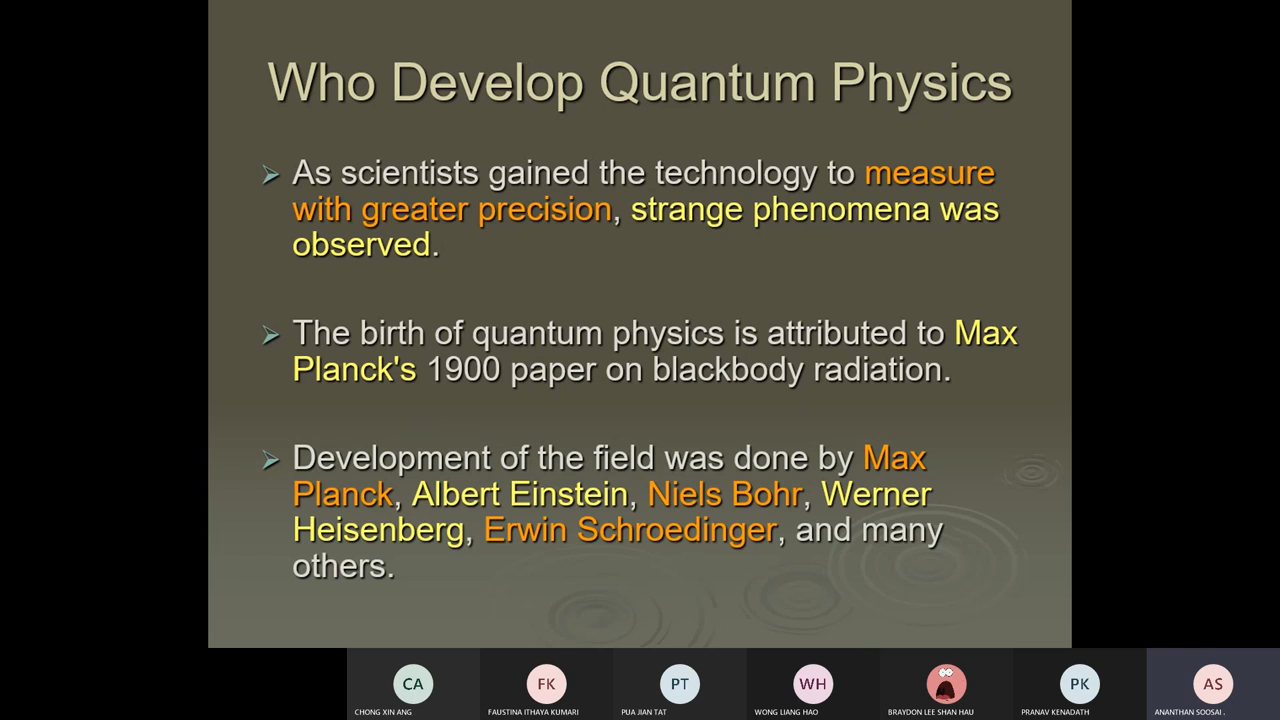 Who Develop Quantum Physics
As scientists gained the technology to measure
with greater precision, strange phenomena was
observed.
The birth of quantum physics is attributed to Max
Planck's 1900 paper on blackbody radiation.
Development of the field was done by Max
Planck, Albert Einstein, Niels Bohr, Werner
Heisenberg, Erwin Schroedinger, and many
others.
CA FK PT WH PK AS
CHONG XIN ANG FAUSTINA ITHAYA KUMARI PUA JIAN TAT WONG LIANG HAO BRAYDON LEE SHAN HAU PRANAV KENADATH ANANTHAN SOOSAI .